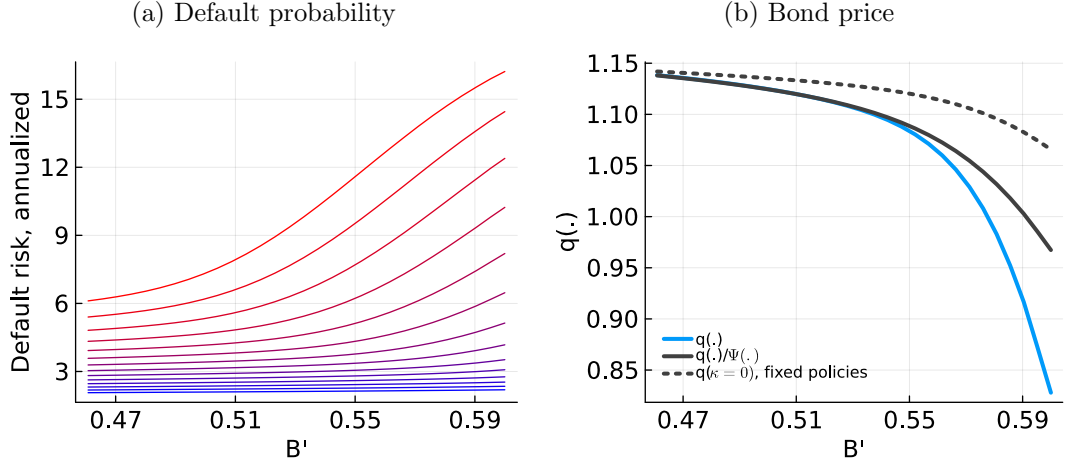 (a) Default probability
Default risk, annualized
15
12
9
6
3
0.47
0.51
0.55
0.59
B'
(b) Bond price
q(.)
1.15
1.10
1.05
1.00
0.95
0.90
0.85
q(.)
q(.)/Ψ(.)
q(κ = 0), fixed policies
0.47
0.51
0.55
0.59
B'